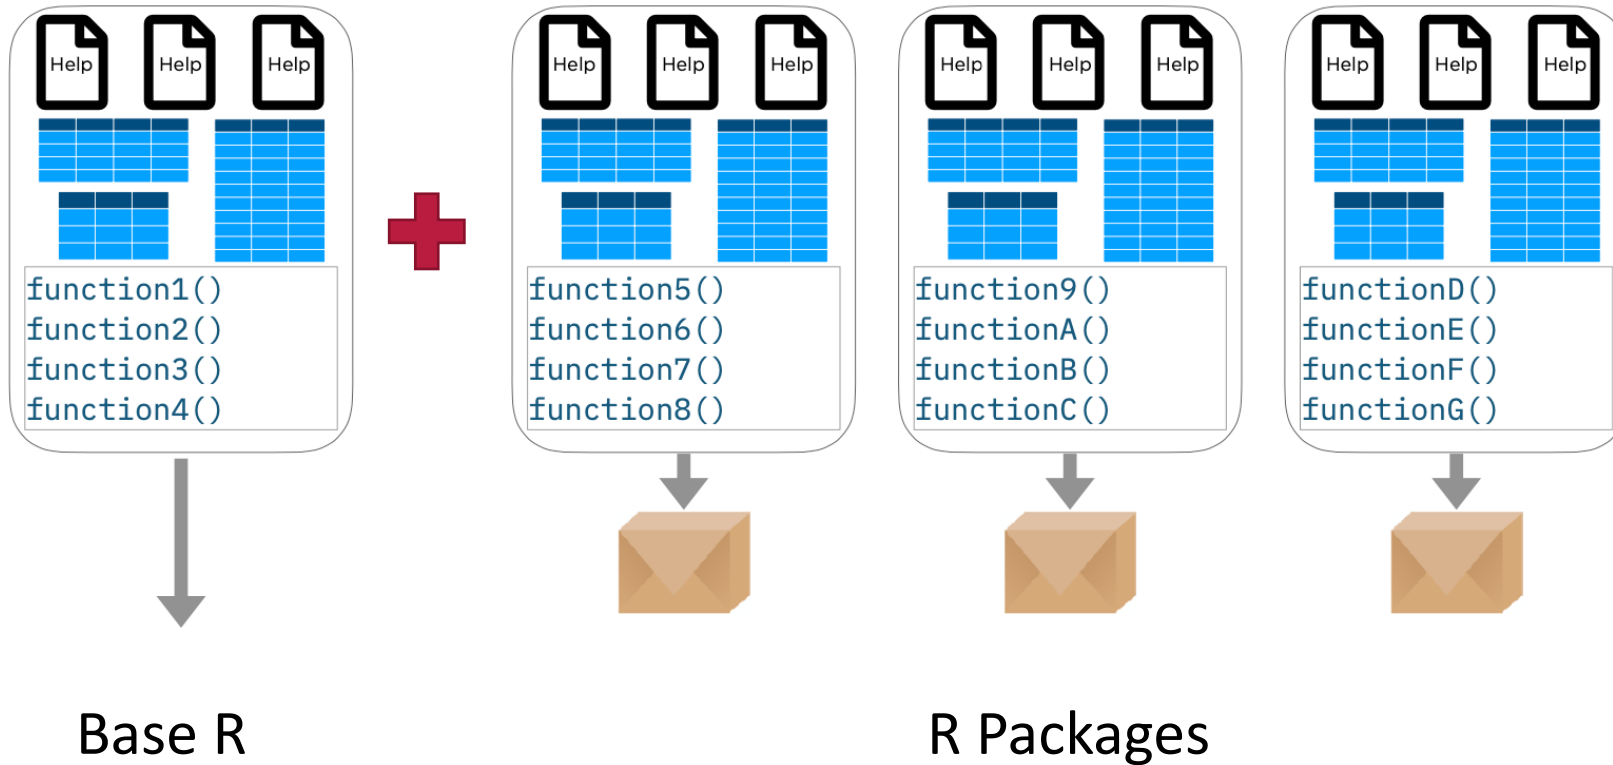 Help Help Help
function1()
function2()
function3()
function4()
Help Help Help
function5()
function6()
function7()
function8()
Help Help Help
function9()
functionA()
functionB()
functionC()
Help Help Help
functionD()
functionE()
functionF()
functionG()
Base R
R Packages